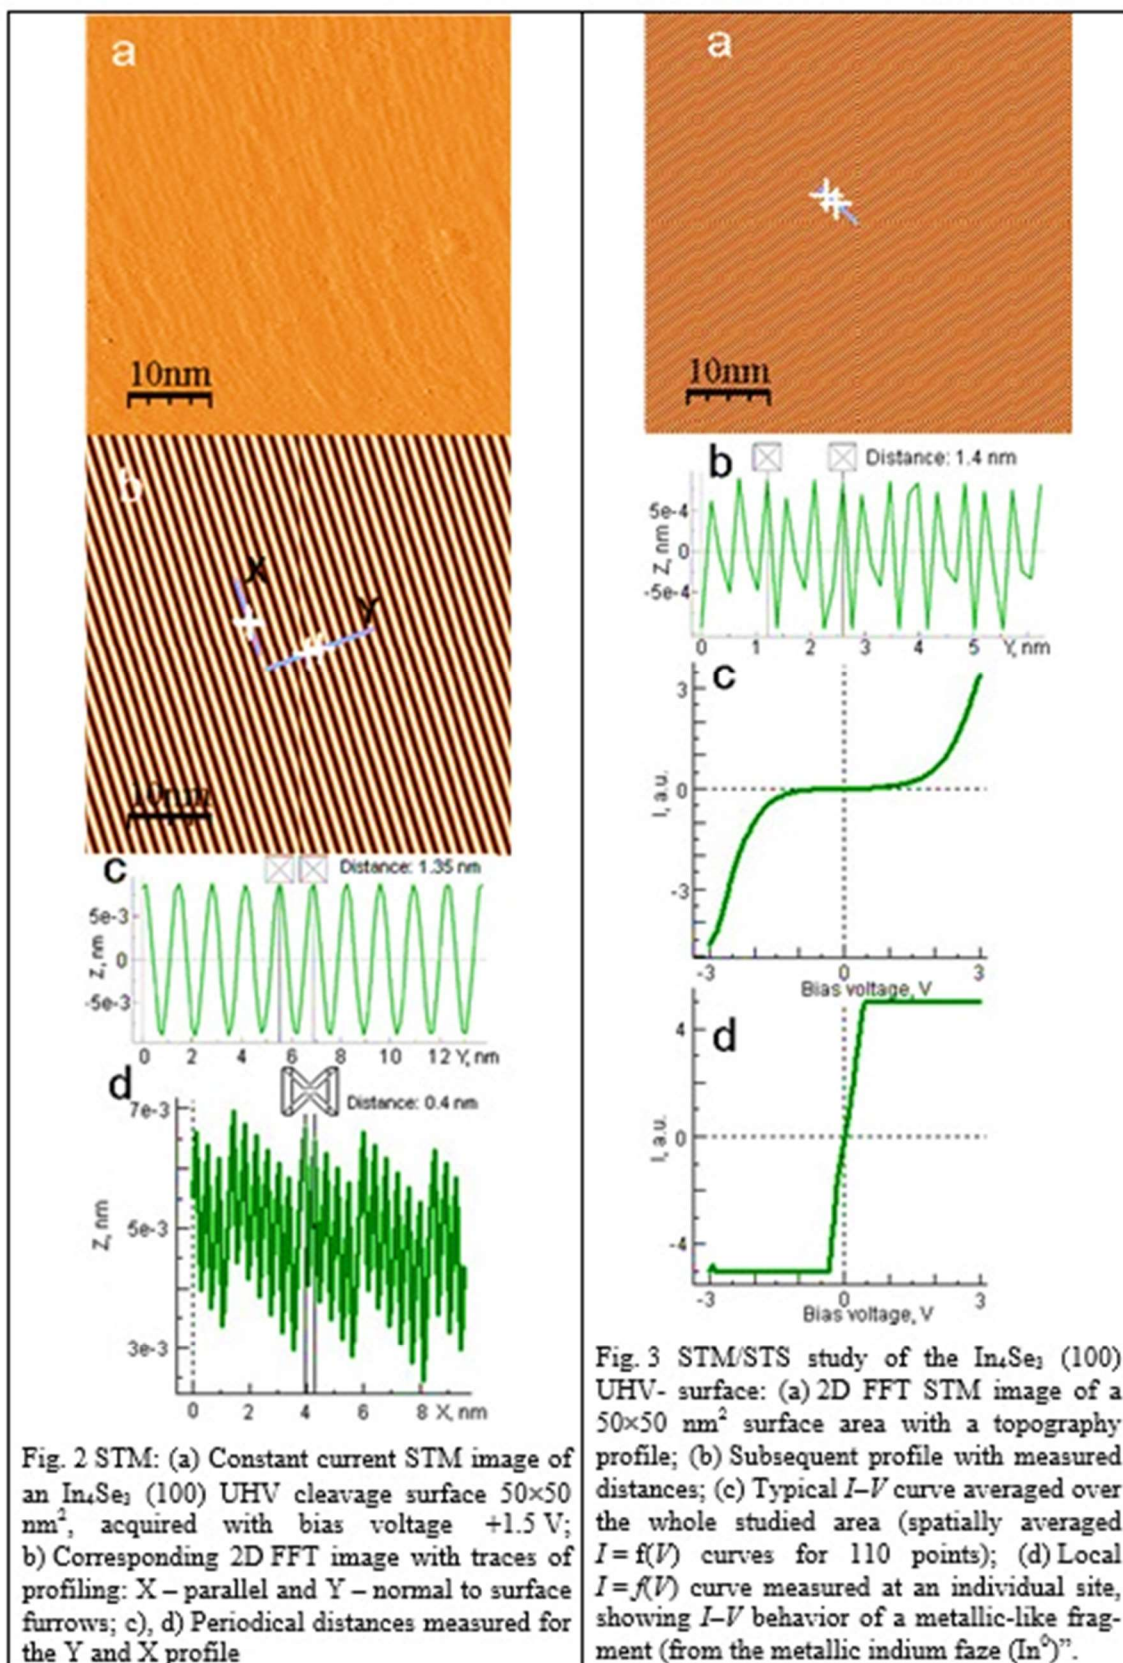 a
10nm
b
X
Y
10nm
c
Distance: 1.35 nm
5e-3
0
-5e-3
Z, nm
0 2 4 6 8 10 12 Y, nm
d
Distance: 0.4 nm
7e-3
5e-3
3e-3
Z, nm
0 2 4 6 8 X, nm
Fig. 2 STM: (a) Constant current STM image of
an In₄Se₃ (100) UHV cleavage surface 50×50
nm², acquired with bias voltage +1.5 V;
b) Corresponding 2D FFT image with traces of
profiling: X – parallel and Y – normal to surface
furrows; c), d) Periodical distances measured for
the Y and X profile
a
10nm
b
Distance: 1.4 nm
5e-4
0
-5e-4
Z, nm
0 1 2 3 4 5 Y, nm
c
3
0
-3
I, a.u.
-3 0 3
Bias voltage, V
d
4
0
-4
I, a.u.
-3 0 3
Bias voltage, V
Fig. 3 STM/STS study of the In₄Se₃ (100)
UHV- surface: (a) 2D FFT STM image of a
50×50 nm² surface area with a topography
profile; (b) Subsequent profile with measured
distances; (c) Typical I–V curve averaged over
the whole studied area (spatially averaged
I = f(V) curves for 110 points); (d) Local
I = f(V) curve measured at an individual site,
showing I–V behavior of a metallic-like frag-
ment (from the metallic indium faze (In⁰)”.